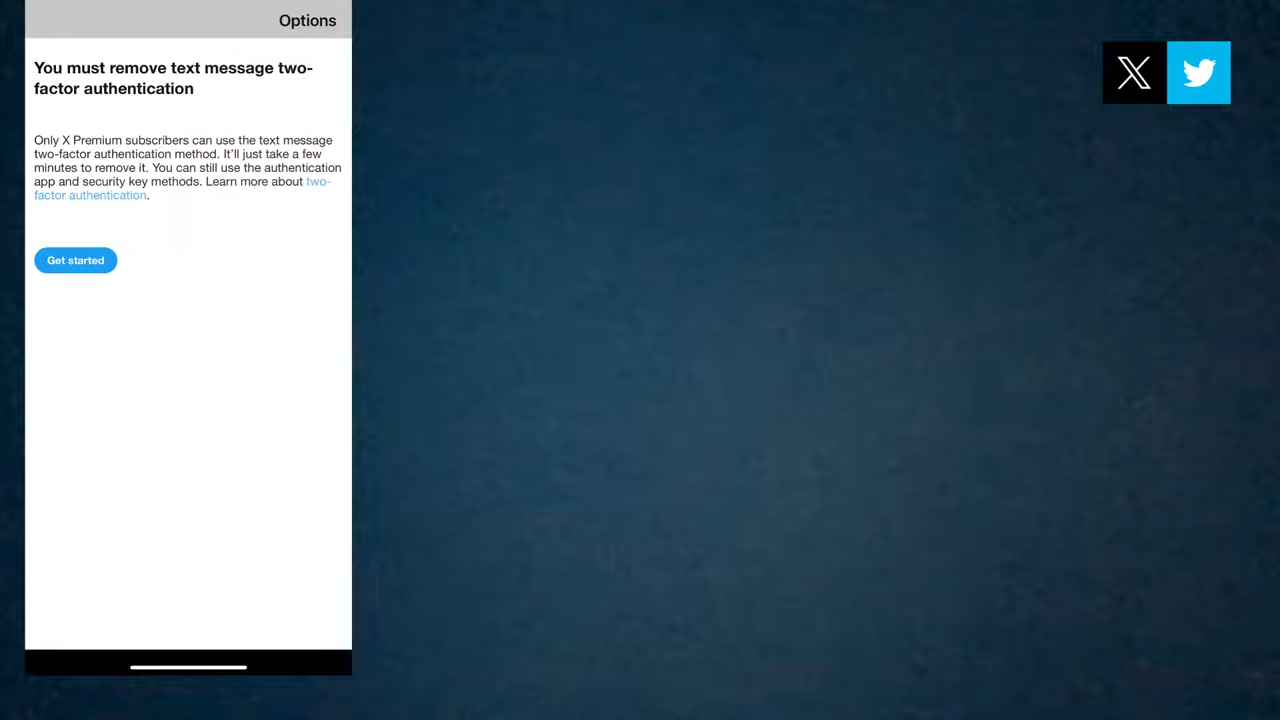 Options
You must remove text message two-
factor authentication
Only X Premium subscribers can use the text message
two-factor authentication method. It'll just take a few
minutes to remove it. You can still use the authentication
app and security key methods. Learn more about two-
factor authentication.
Get started